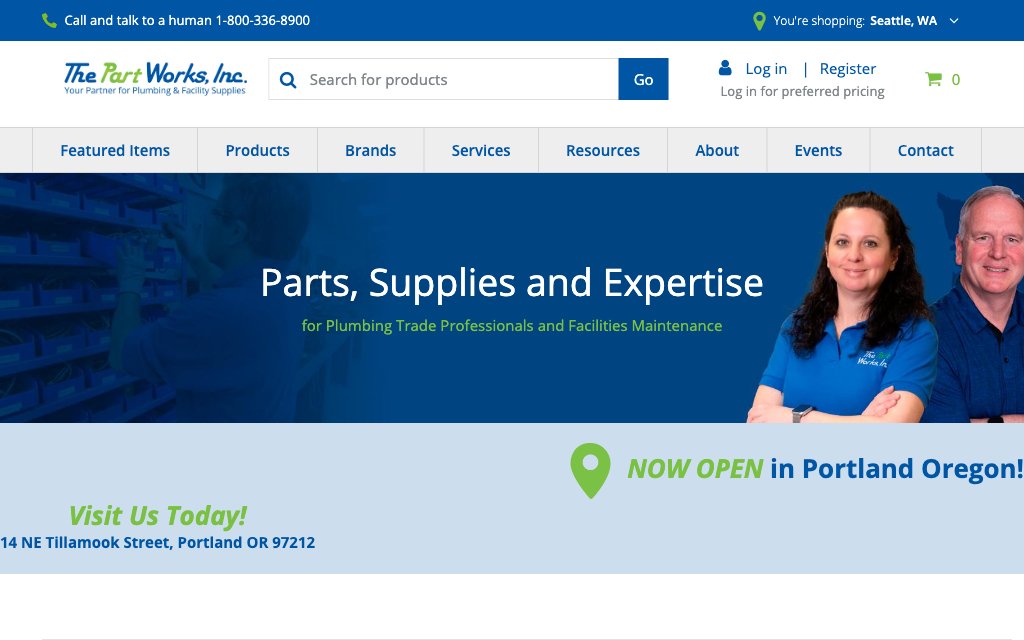 Call and talk to a human 1-800-336-8900
You're shopping: Seattle, WA
The Part Works, Inc.
Your Partner for Plumbing & Facility Supplies
Search for products
Go
Log in | Register
Log in for preferred pricing
0
Featured Items
Products
Brands
Services
Resources
About
Events
Contact
Parts, Supplies and Expertise
for Plumbing Trade Professionals and Facilities Maintenance
The Part
Works, Inc.
NOW OPEN in Portland Oregon!
Visit Us Today!
14 NE Tillamook Street, Portland OR 97212